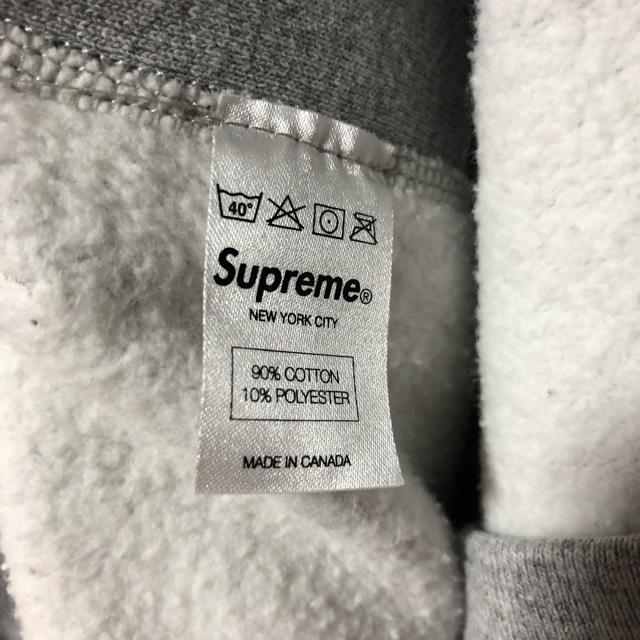 40°
Supreme®
NEW YORK CITY
90% COTTON
10% POLYESTER
MADE IN CANADA